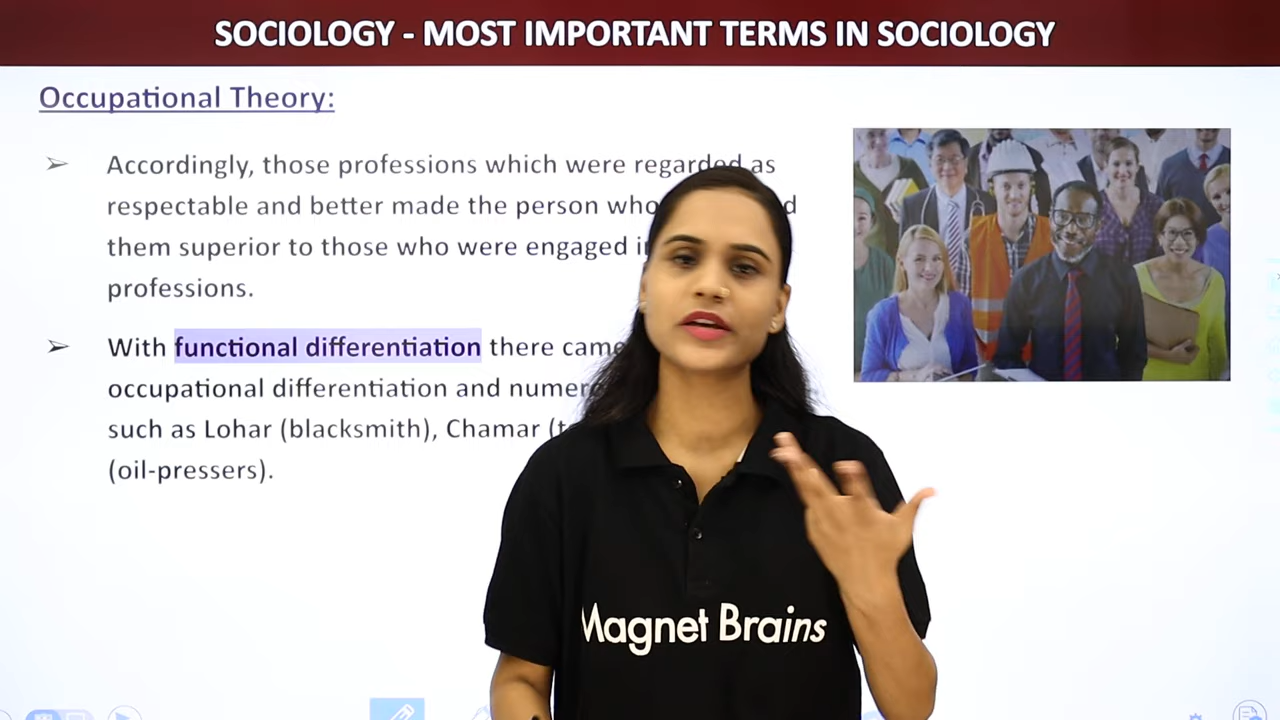 SOCIOLOGY - MOST IMPORTANT TERMS IN SOCIOLOGY
Occupational Theory:
Accordingly, those professions which were regarded as
respectable and better made the person who
them superior to those who were engaged
professions.
With functional differentiation there came
occupational differentiation and
such as Lohar (blacksmith), Chamar
(oil-pressers).
Magnet Brains